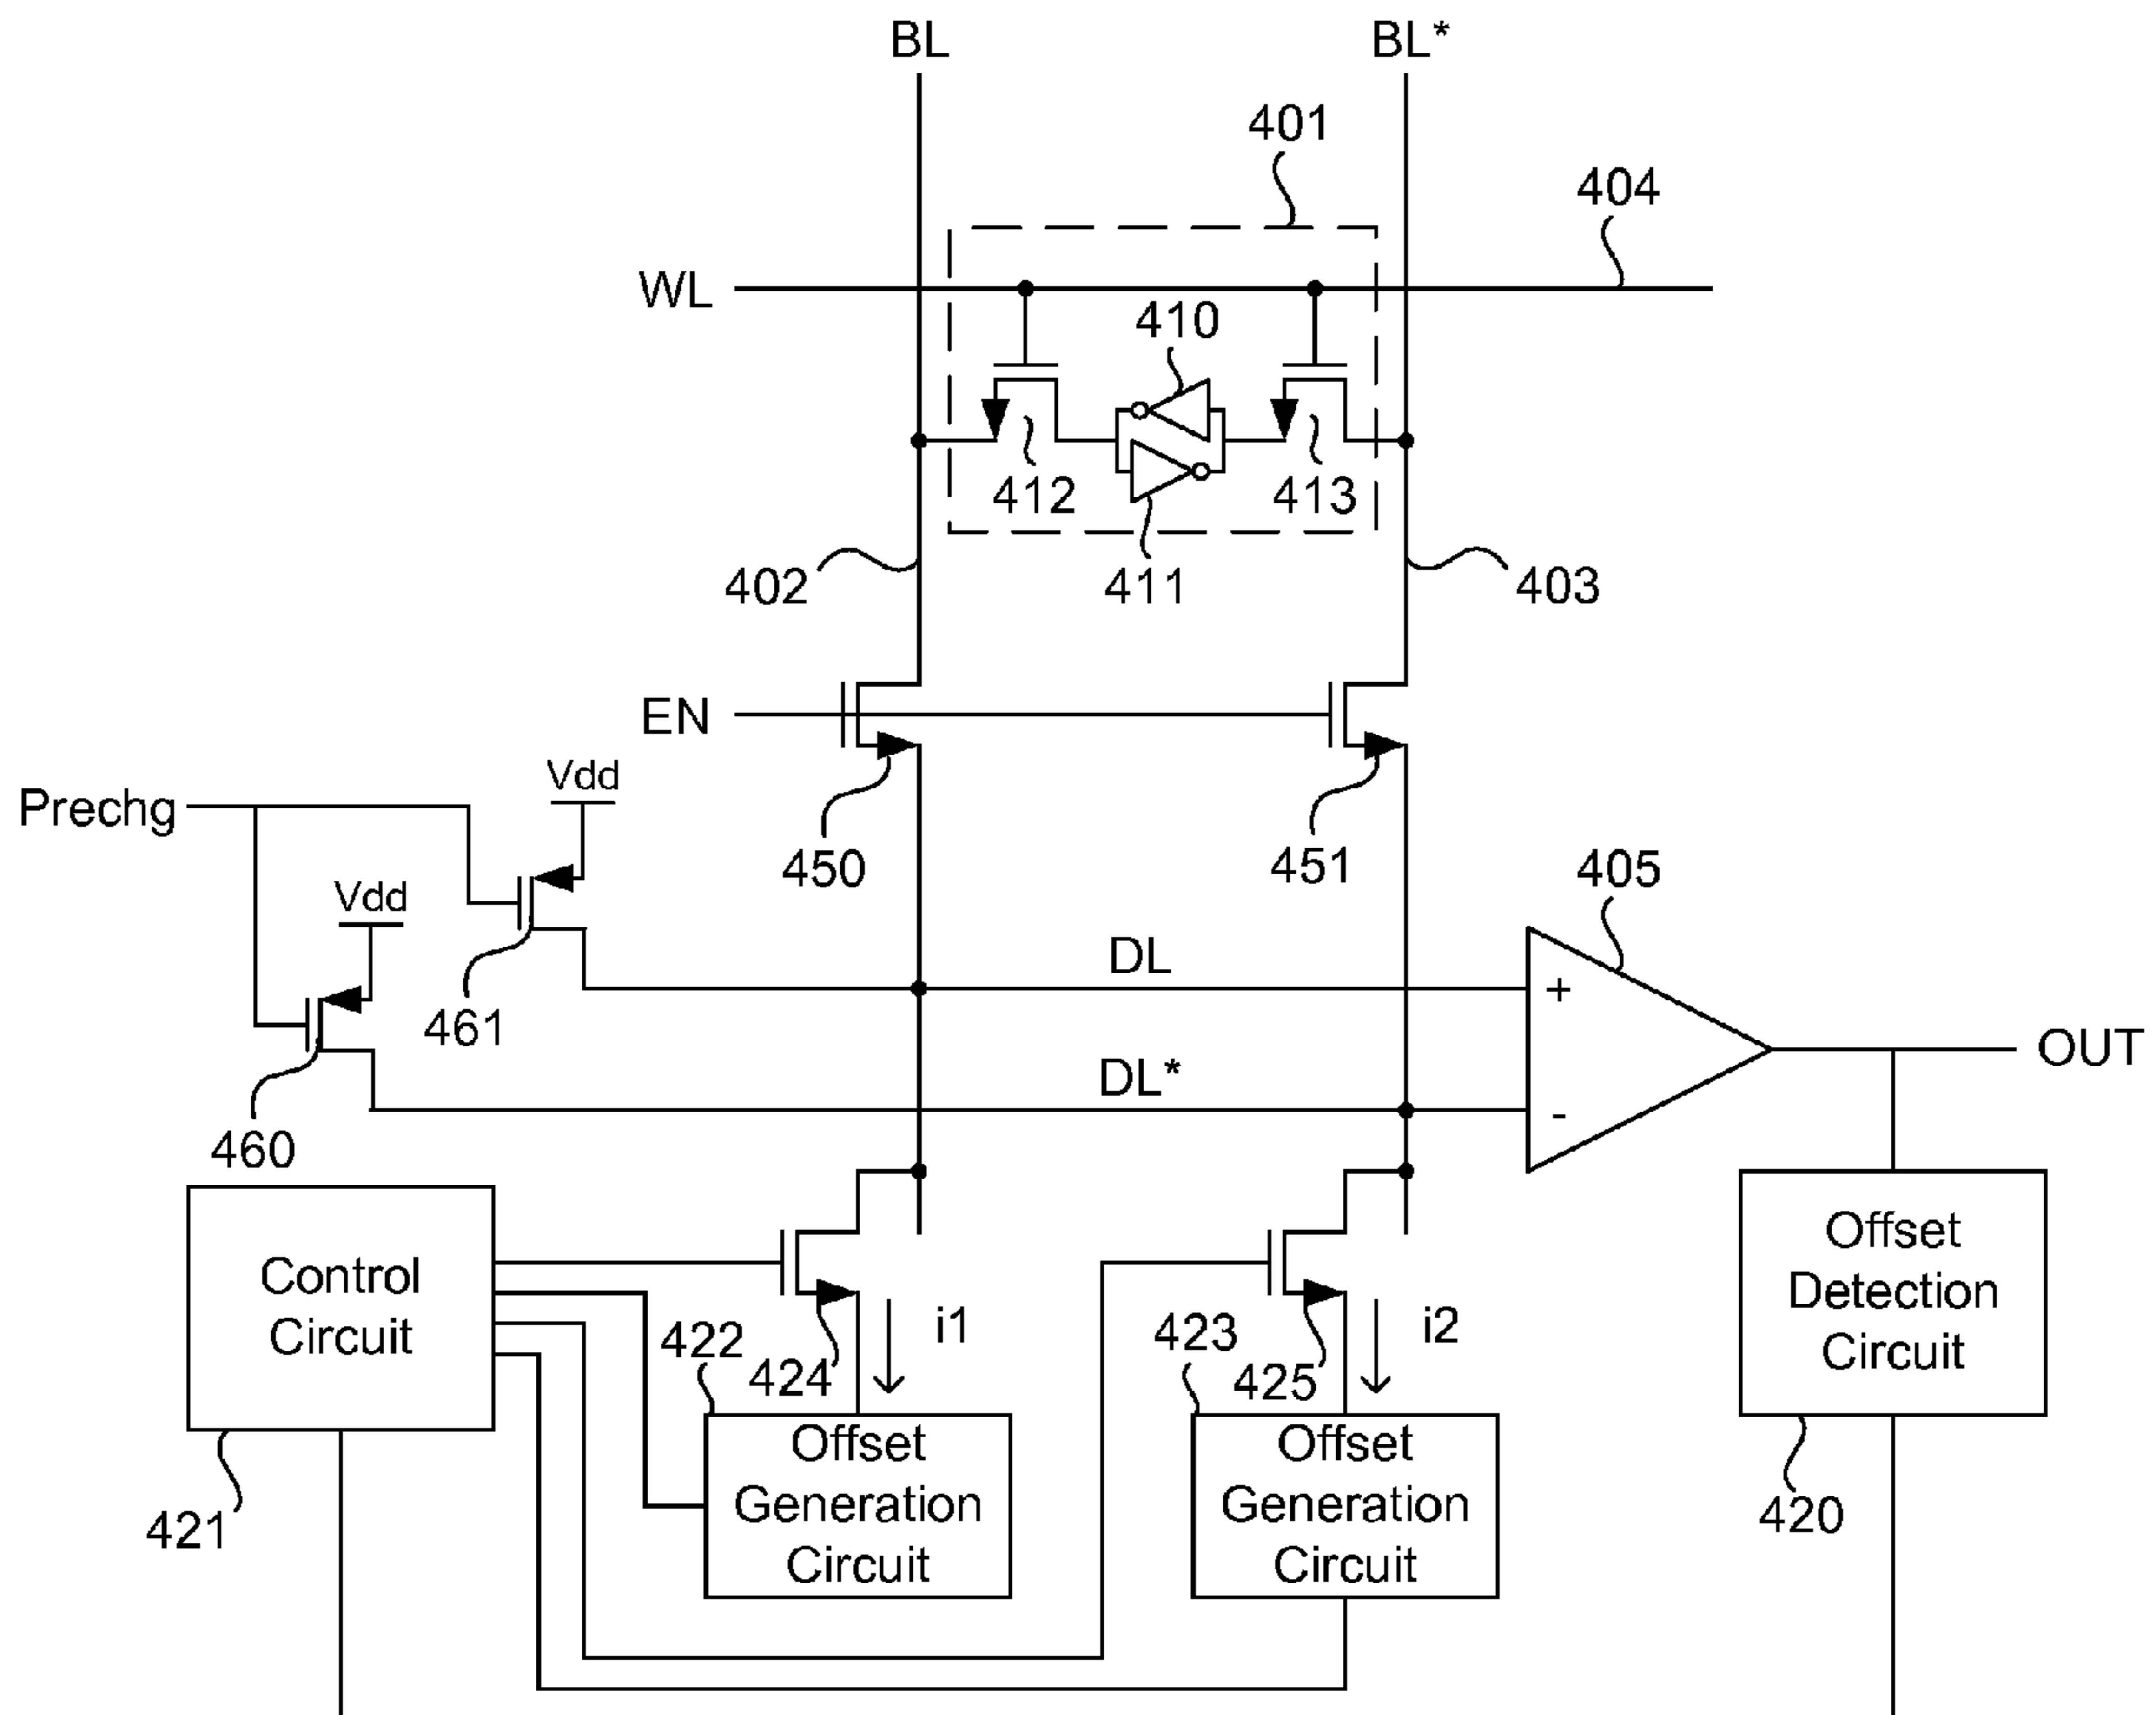 BL
BL*
401
404
WL
410
412
413
402
411
403
EN
Vdd
Prechg
450
451
405
Vdd
DL
+
461
OUT
DL*
-
460
Control
Circuit
Offset
Detection
Circuit
i1
i2
422
424
423
425
Offset
Generation
Circuit
Offset
Generation
Circuit
421
420